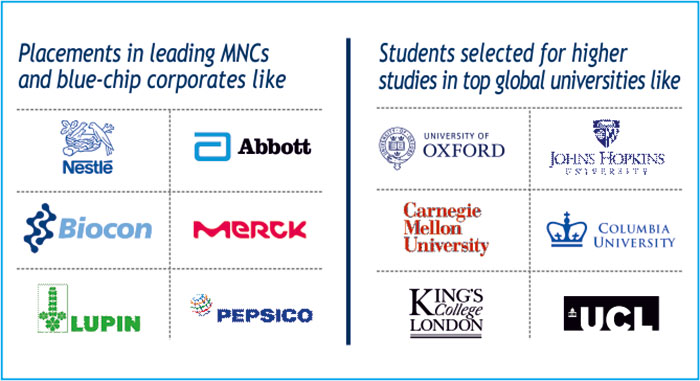 Placements in leading MNCs
and blue-chip corporates like
Nestlé
Abbott
Biocon
MERCK
LUPIN
PEPSICO
Students selected for higher
studies in top global universities like
UNIVERSITY OF
OXFORD
JOHNS HOPKINS
UNIVERSITY
Carnegie
Mellon
University
COLUMBIA
UNIVERSITY
KING'S
College
LONDON
UCL